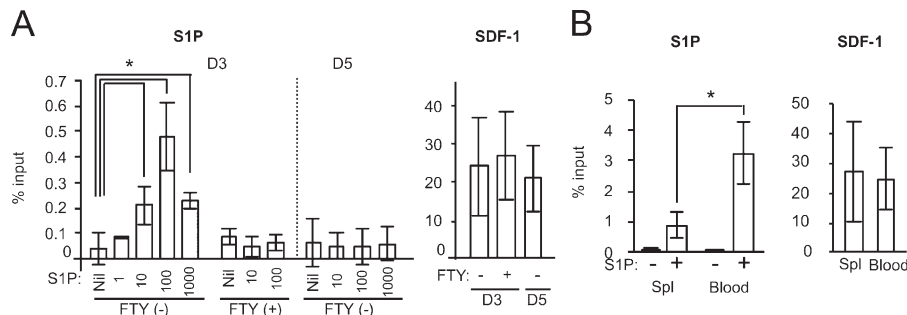 A
S1P
SDF-1
B
S1P
SDF-1
*
D3
D5
*
% input
0.7
0.6
0.5
0.4
0.3
0.2
0.1
0
40
30
20
10
0
% input
5
4
3
2
1
0
50
40
30
20
10
0
S1P:
Nil
1
10
100
1000
Nil
10
100
Nil
10
100
1000
FTY (-)
FTY (+)
FTY (-)
FTY:
-
+
-
D3
D5
S1P:
-
+
-
+
Spl
Blood
Spl
Blood